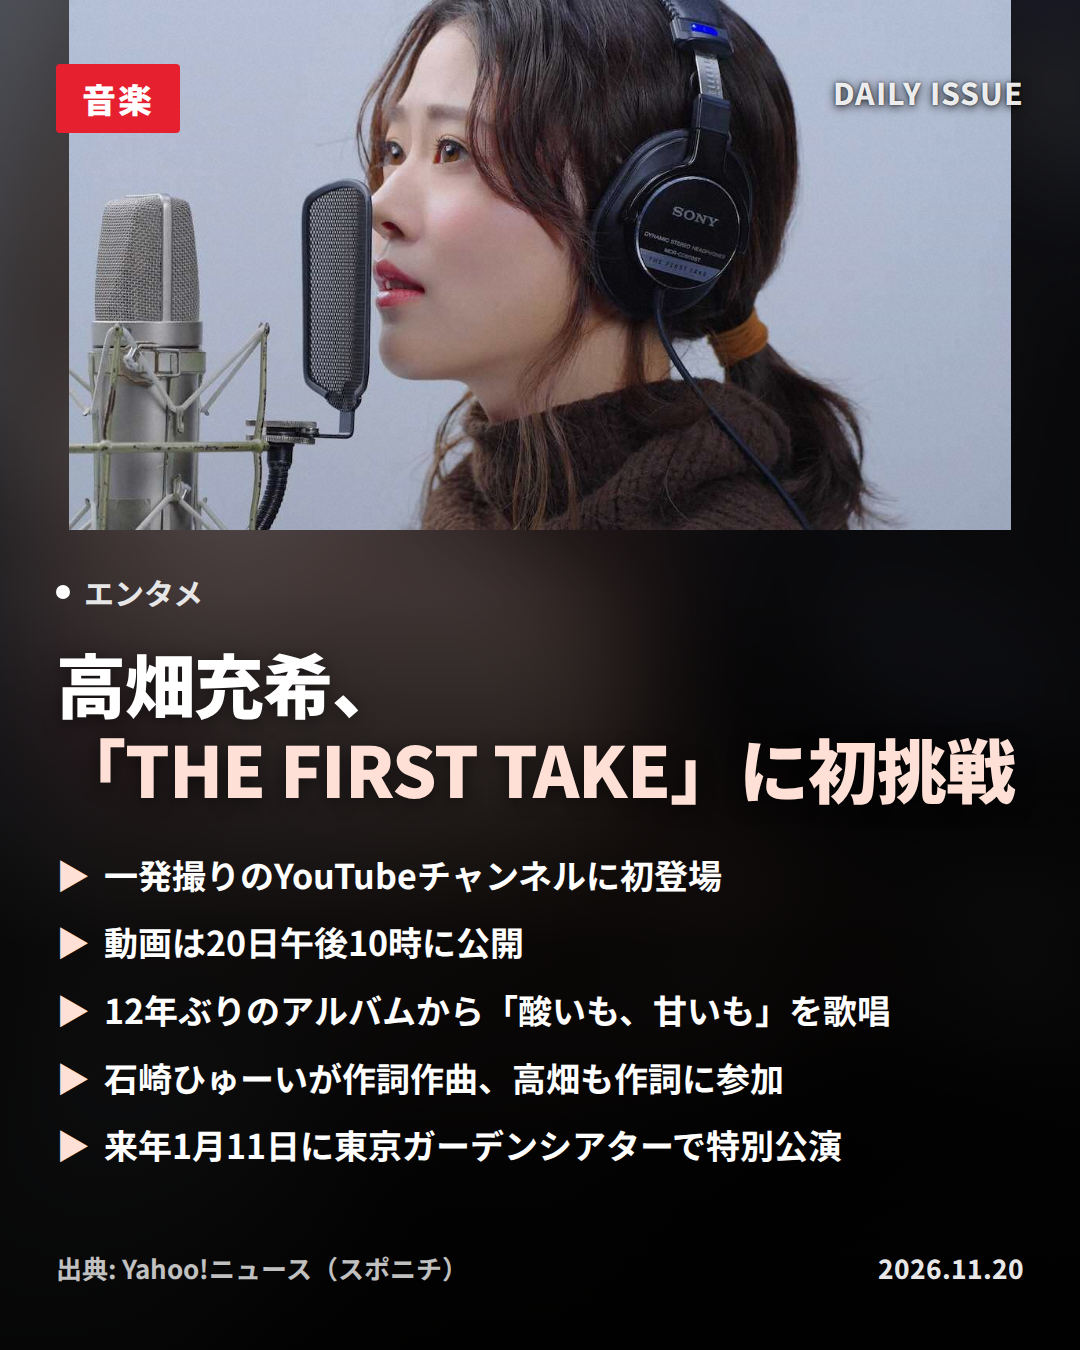 音楽
DAILY ISSUE
SONY
DYNAMIC STEREO HEADPHONES
THE FIRST TAKE
エンタメ
高畑充希、
「THE FIRST TAKE」に初挑戦
▶ 一発撮りのYouTubeチャンネルに初登場
▶ 動画は20日午後10時に公開
▶ 12年ぶりのアルバムから「酸いも、甘いも」を歌唱
▶ 石崎ひゅーいが作詞作曲、高畑も作詞に参加
▶ 来年1月11日に東京ガーデンシアターで特別公演
出典: Yahoo!ニュース（スポニチ）
2026.11.20